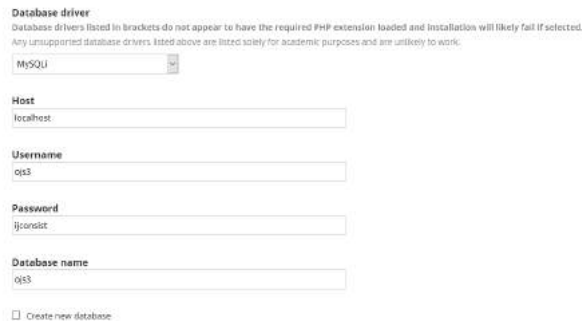 Database driver
Database drivers listed in brackets do not appear to have the required PHP extension loaded and installation will likely fail if selected.
Any unsupported database drivers listed above are listed solely for academic purposes and are unlikely to work.
MySQLi
Host
localhost
Username
ojs3
Password
ijconsist
Database name
ojs3
Create new database